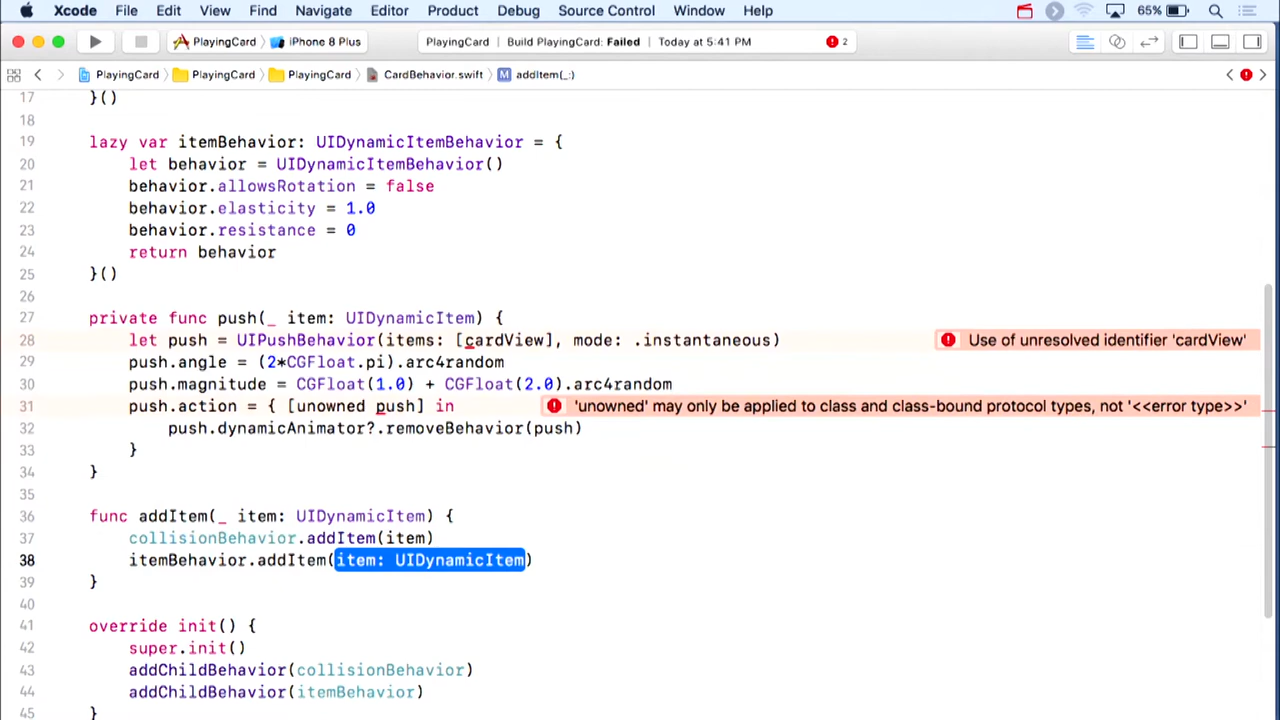 Xcode File Edit View Find Navigate Editor Product Debug Source Control Window Help 65%
PlayingCard iPhone 8 Plus PlayingCard Build PlayingCard: Failed Today at 5:41 PM 2
PlayingCard PlayingCard PlayingCard CardBehavior.swift M addItem(_:)
17 }()
18
19 lazy var itemBehavior: UIDynamicItemBehavior = {
20 let behavior = UIDynamicItemBehavior()
21 behavior.allowsRotation = false
22 behavior.elasticity = 1.0
23 behavior.resistance = 0
24 return behavior
25 }()
26
27 private func push(_ item: UIDynamicItem) {
28 let push = UIPushBehavior(items: [cardView], mode: .instantaneous) Use of unresolved identifier 'cardView'
29 push.angle = (2*CGFloat.pi).arc4random
30 push.magnitude = CGFloat(1.0) + CGFloat(2.0).arc4random
31 push.action = { [unowned push] in 'unowned' may only be applied to class and class-bound protocol types, not '<<error type>>'
32 push.dynamicAnimator?.removeBehavior(push)
33 }
34 }
35
36 func addItem(_ item: UIDynamicItem) {
37 collisionBehavior.addItem(item)
38 itemBehavior.addItem(item: UIDynamicItem)
39 }
40
41 override init() {
42 super.init()
43 addChildBehavior(collisionBehavior)
44 addChildBehavior(itemBehavior)
45 }